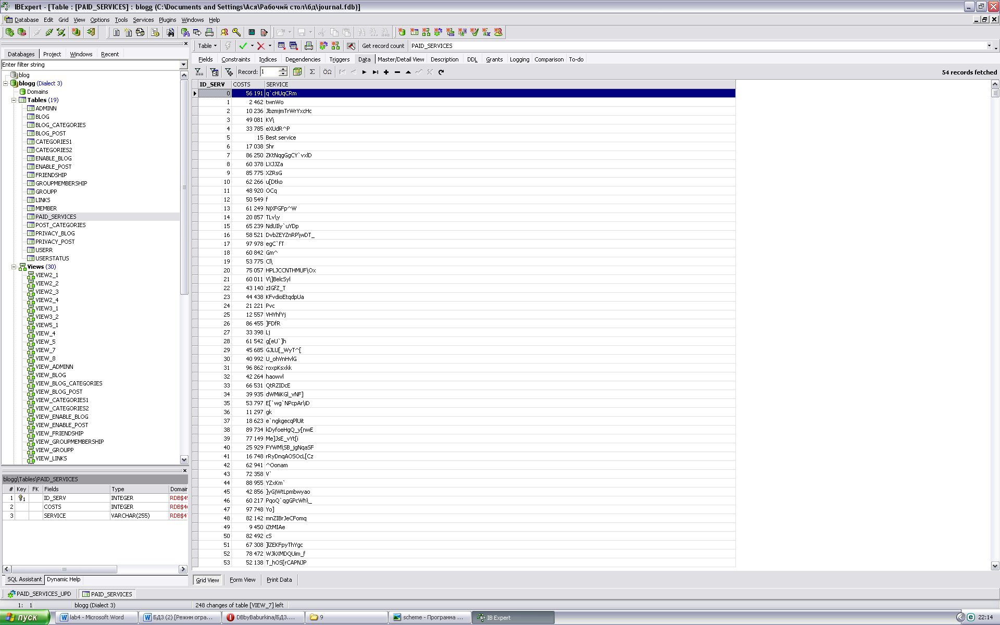 IBExpert - [Table : [PAID_SERVICES] : blogg (C:\Documents and Settings\Ася\Рабочий стол\бд\journal.fdb)]
Database Edit Grid View Options Tools Services Plugins Windows Help
Table Get record count PAID_SERVICES
Databases Project Windows Recent
Fields Constraints Indices Dependencies Triggers Data Master/Detail View Description DDL Grants Logging Comparison To-do
Enter filter string
Record: 1
54 records fetched
blog
blogg (Dialect 3)
Domains
Tables (19)
ADMINN
BLOG
BLOG_CATEGORIES
BLOG_POST
CATEGORIES1
CATEGORIES2
ENABLE_BLOG
ENABLE_POST
FRIENDSHIP
GROUPMEMBERSHIP
GROUPP
LINKS
MEMBER
PAID_SERVICES
POST_CATEGORIES
PRIVACY_BLOG
PRIVACY_POST
USERR
USERSTATUS
Views (30)
VIEW2_1
VIEW2_2
VIEW2_3
VIEW2_4
VIEW3_1
VIEW3_2
VIEW5_1
VIEW_4
VIEW_5
VIEW_7
VIEW_8
VIEW_ADMINN
VIEW_BLOG
VIEW_BLOG_CATEGORIES
VIEW_BLOG_POST
VIEW_CATEGORIES1
VIEW_CATEGORIES2
VIEW_ENABLE_BLOG
VIEW_ENABLE_POST
VIEW_FRIENDSHIP
VIEW_GROUPMEMBERSHIP
VIEW_GROUPP
VIEW_LINKS
ID_SERV COSTS SERVICE
0 56 191 q`cHUqCRm
1 2 462 twnWo
2 10 236 JbzmjmTrWrYxcHc
3 49 081 KV\
4 33 785 eXUdR^P
5 15 Best service
6 17 038 Shr
7 86 250 ZKtNqgGgCY`vxlD
8 60 378 LXJJZa
9 85 775 XZRsG
10 62 266 u[Dtko
11 48 920 OCq
12 50 549 f
13 61 249 NjXFGFp^W
14 20 857 TLv\y
15 65 239 NdUIly`uYDp
16 58 521 DvbZEYZnRP\wDT_
17 97 978 egC`fT
18 60 842 Gm^
19 53 775 Cl\
20 75 057 HPLJCCNTHMUF\Ox
21 60 011 V\]BelcSyl
22 43 140 zIGfZ_T
23 44 438 KFvdioEtqdpUa
24 21 221 Pvc
25 12 557 VHYhfYj
26 86 455 ]FDfR
27 33 398 Lj
28 61 542 g[eU`]h
29 45 685 GJLU[_WyT^[
30 40 992 U_ohVnHvlG
31 96 862 roxpKsxkk
32 42 264 haowvl
33 66 531 QtRZIDcE
34 39 935 dWMiiKGl_vNF]
35 53 797 E[`wg`NPcpAr\iD
36 11 297 gk
37 18 623 e`ngkgecqPlUit
38 89 734 kDyfoeHgQ_y[nwE
39 77 149 Me]JsE_vYt[i
40 25 929 FYWM\SB_jgNqaSF
41 16 748 rRyDnqAOSOcL[Cz
42 62 941 ^Oonam
43 72 358 V`
44 88 955 YZxKm`
45 42 856 ]yGjWtLpmbwyao
46 60 217 PqoQ`qgGPcWh\_
47 97 748 Yo]
48 82 142 mnZIBrJeCFomq
49 9 450 iZtMIAe
50 82 492 cS
51 67 308 ]lZEKFpyThYgc
52 78 472 WJkXMDQUim_f
53 52 138 T_hOS[rCAPNJP
blogg\Tables\PAID_SERVICES
# Key FK Fields Type Domain
1 1 ID_SERV INTEGER RDB$4
2 COSTS INTEGER RDB$4
3 SERVICE VARCHAR(255) RDB$4
SQL Assistant Dynamic Help
Grid View Form View Print Data
PAID_SERVICES_UPD PAID_SERVICES
1: 1 blogg (Dialect 3) 248 changes of table [VIEW_7] left
пуск lab4 - Microsoft Word БДЗ (2) [Режим огра... DBbyBaburkina/БДЗ.... 9 scheme - Программа ... IB Expert 22:14